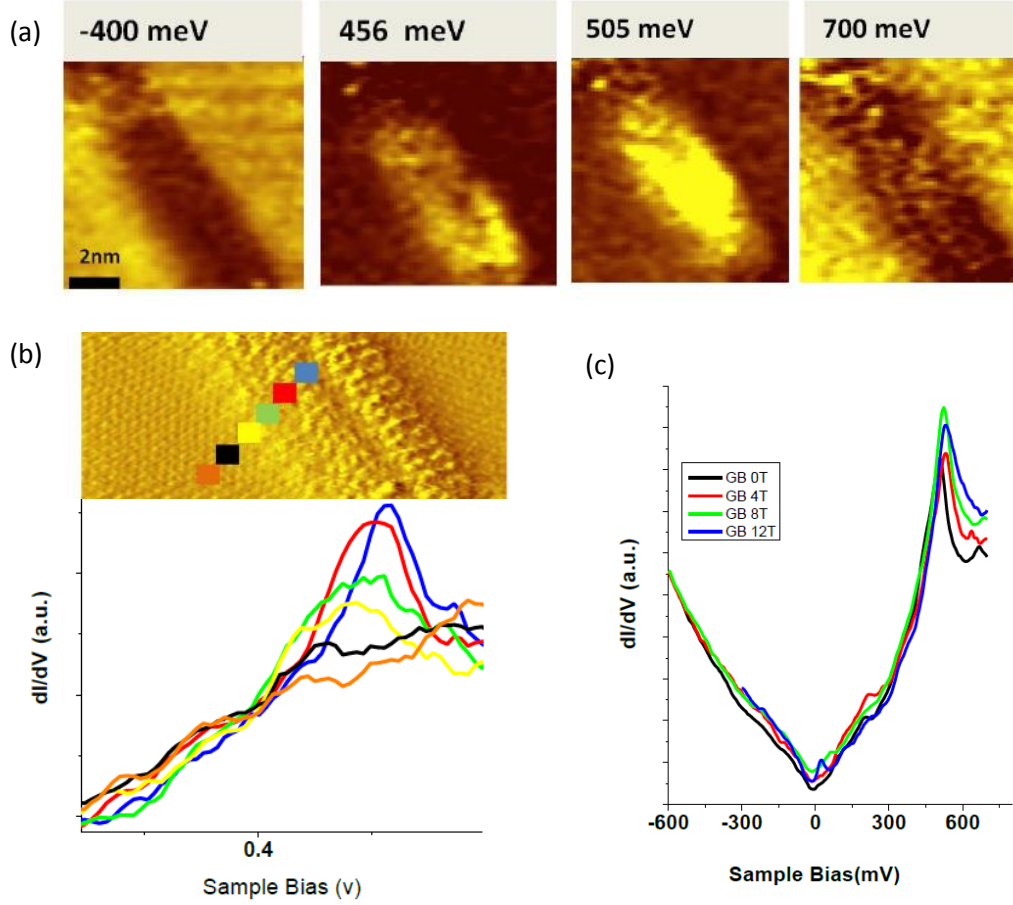 (a)
-400 meV
456 meV
505 meV
700 meV
2nm
(b)
dI/dV (a.u.)
0.4
Sample Bias (v)
(c)
GB 0T
GB 4T
GB 8T
GB 12T
dI/dV (a.u.)
-600 -300 0 300 600
Sample Bias(mV)